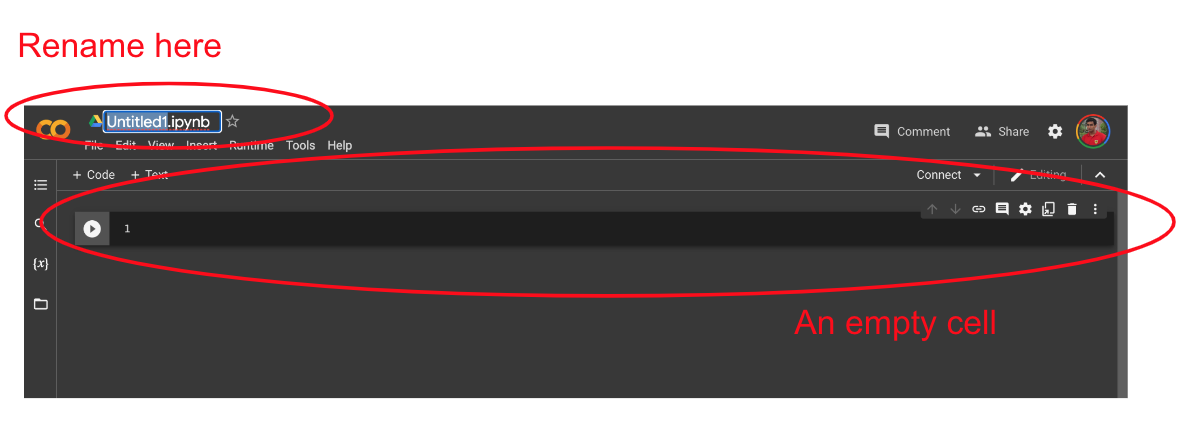 Rename here
Untitled1.ipynb
File Edit View Insert Runtime Tools Help
Comment Share
+ Code + Text
Connect Editing
1
{x}
An empty cell